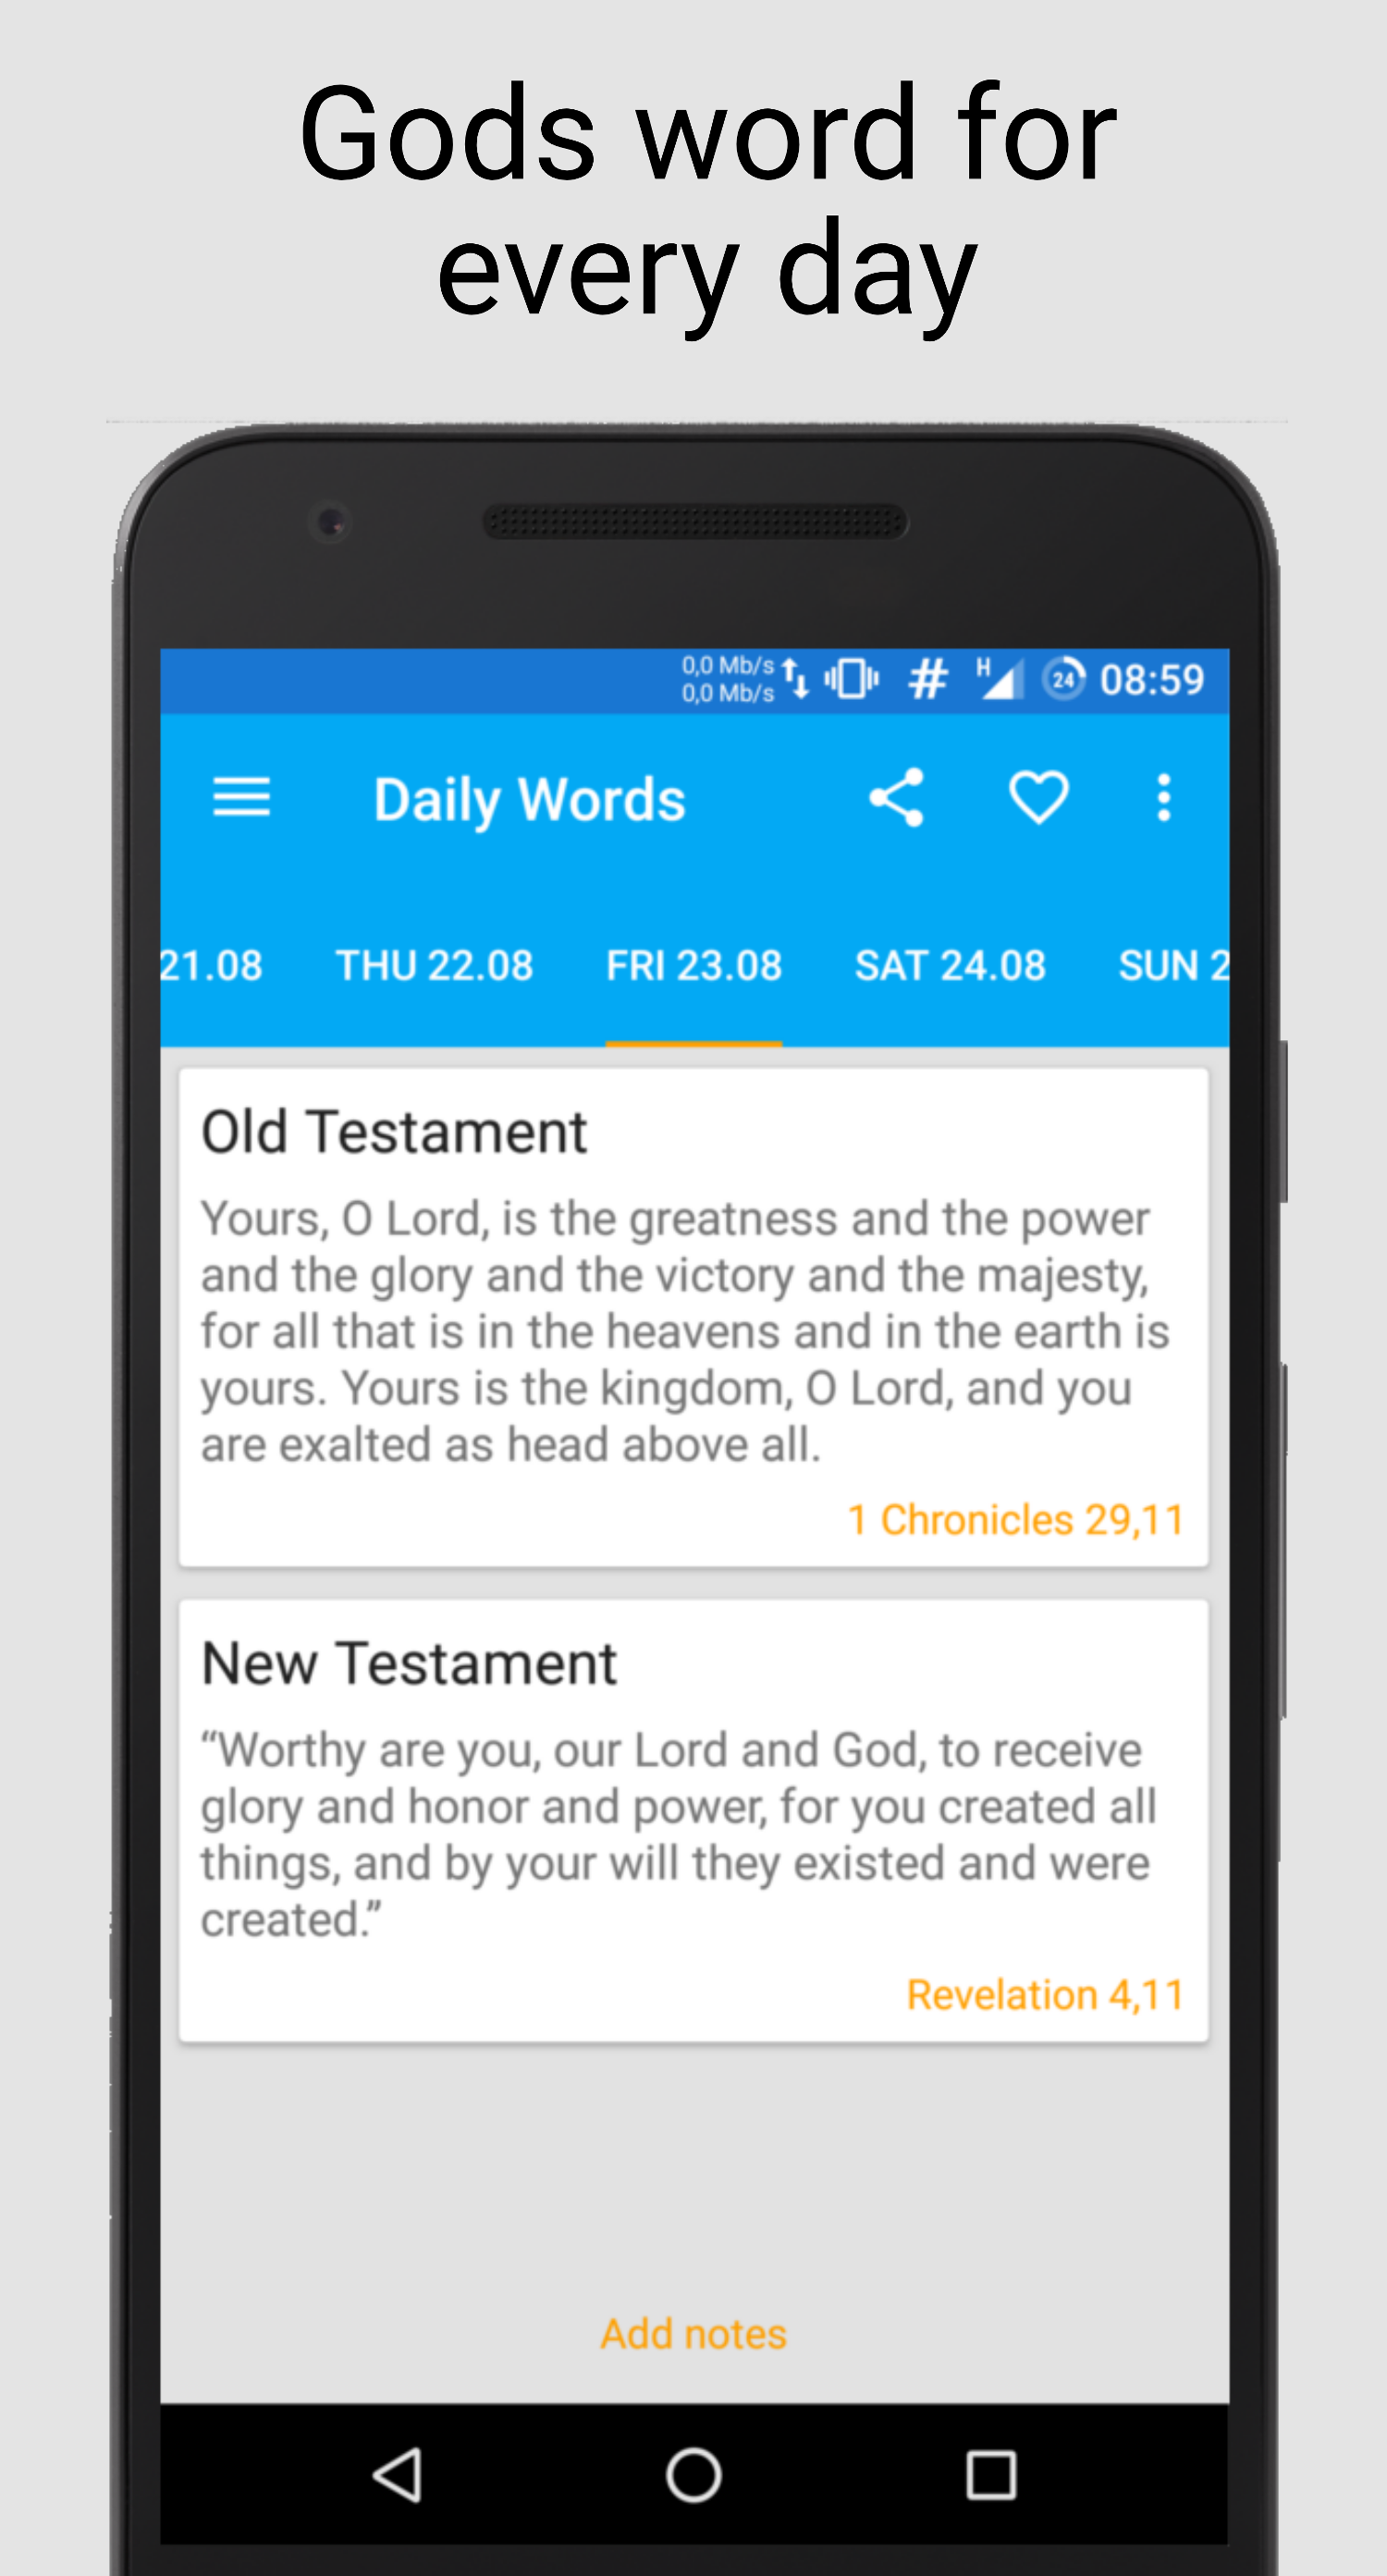 Gods word for
every day
0,0 Mb/s
0,0 Mb/s
# H 24 08:59
Daily Words
21.08 THU 22.08 FRI 23.08 SAT 24.08 SUN 2
Old Testament
Yours, O Lord, is the greatness and the power
and the glory and the victory and the majesty,
for all that is in the heavens and in the earth is
yours. Yours is the kingdom, O Lord, and you
are exalted as head above all.
1 Chronicles 29,11
New Testament
“Worthy are you, our Lord and God, to receive
glory and honor and power, for you created all
things, and by your will they existed and were
created.”
Revelation 4,11
Add notes